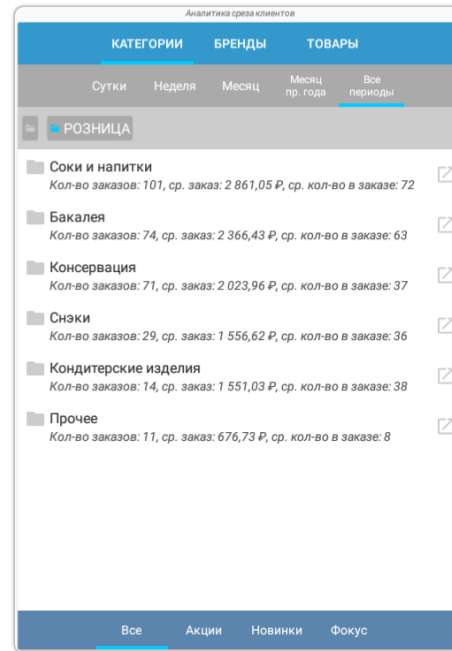 Аналитика среза клиентов
КАТЕГОРИИ БРЕНДЫ ТОВАРЫ
Сутки Неделя Месяц Месяц пр. года Все периоды
РОЗНИЦА
Соки и напитки
Кол-во заказов: 101, ср. заказ: 2 861,05 ₽, ср. кол-во в заказе: 72
Бакалея
Кол-во заказов: 74, ср. заказ: 2 366,43 ₽, ср. кол-во в заказе: 63
Консервация
Кол-во заказов: 71, ср. заказ: 2 023,96 ₽, ср. кол-во в заказе: 37
Снэки
Кол-во заказов: 29, ср. заказ: 1 556,62 ₽, ср. кол-во в заказе: 36
Кондитерские изделия
Кол-во заказов: 14, ср. заказ: 1 551,03 ₽, ср. кол-во в заказе: 38
Прочее
Кол-во заказов: 11, ср. заказ: 676,73 ₽, ср. кол-во в заказе: 8
Все Акции Новинки Фокус